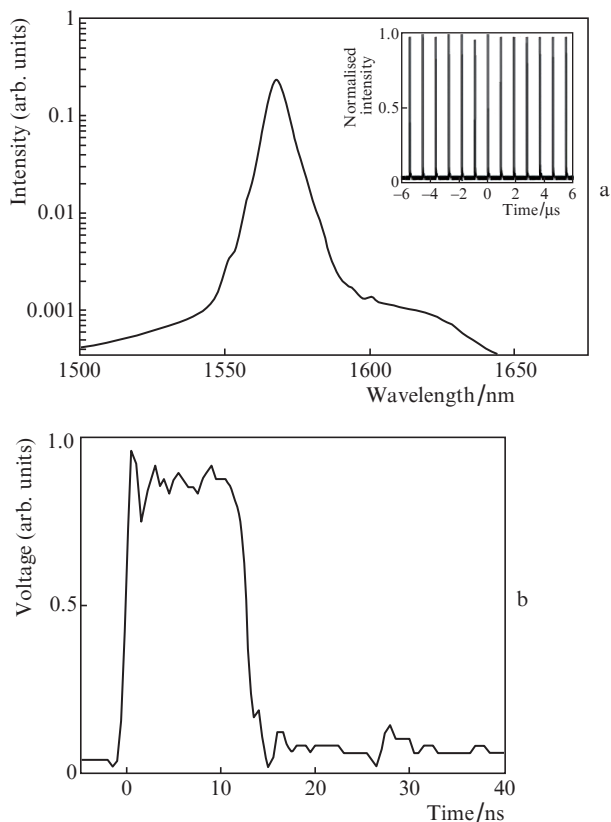 Intensity (arb. units)
1
0.1
0.01
0.001
1500
1550
1600
1650
Wavelength/nm
Normalised
intensity
1.0
0.5
0
–6
–4
–2
0
2
4
6
Time/μs
a
Voltage (arb. units)
1.0
0.5
0
0
10
20
30
40
Time/ns
b